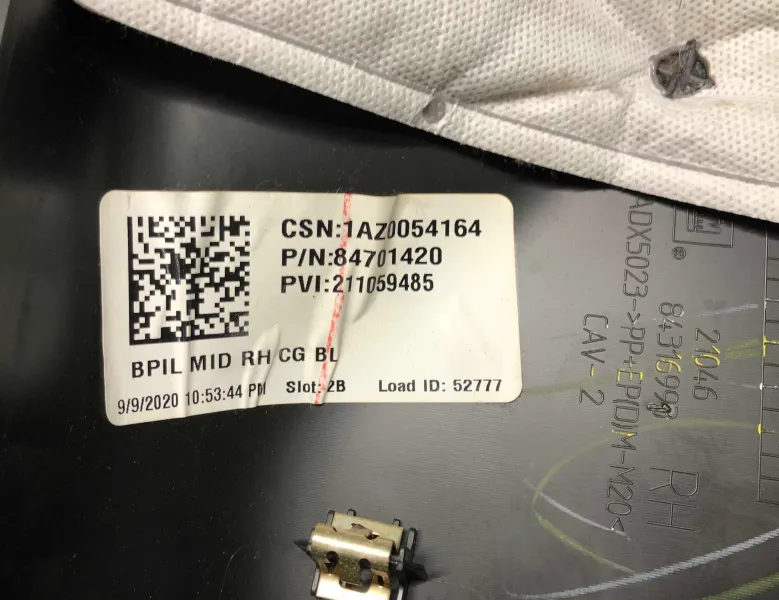 CSN:1AZ0054164
P/N:84701420
PVI:211059485
BPIL MID RH CG BL
9/9/2020 10:53:44 PM Slot: 2B Load ID: 52777
21046
RH
CAV-2